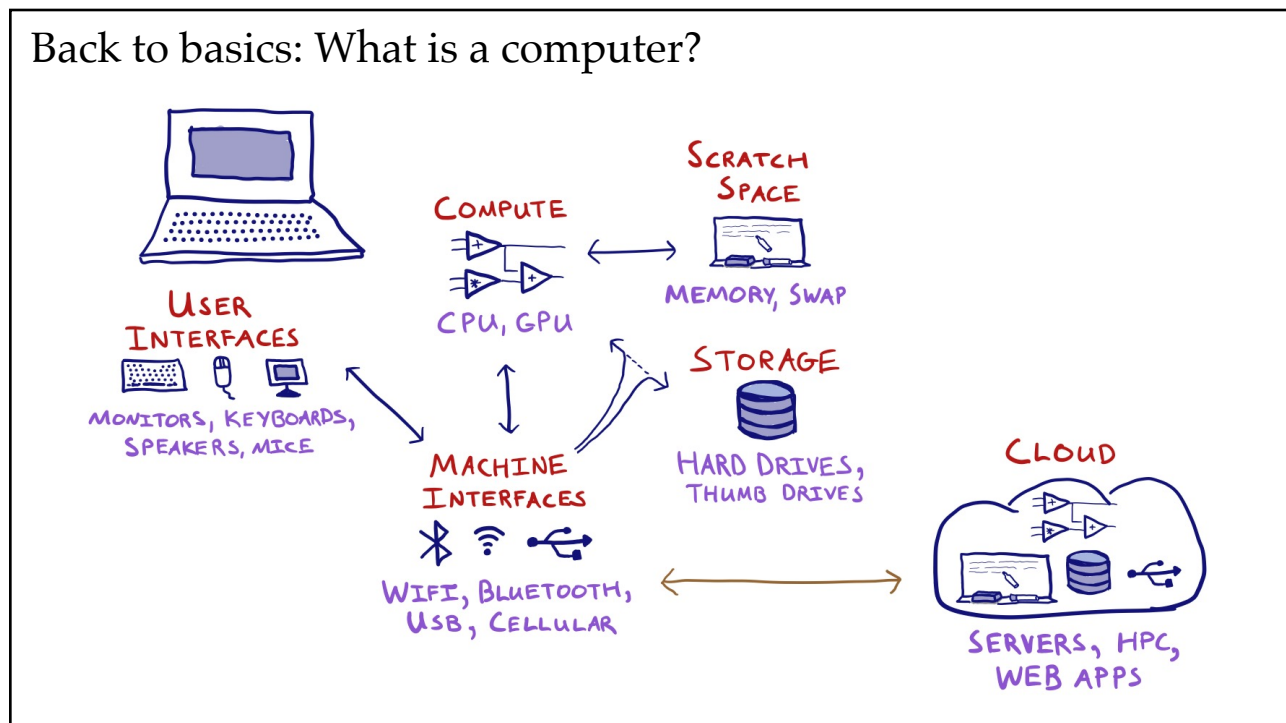 Back to basics: What is a computer?
COMPUTE
CPU, GPU
SCRATCH
SPACE
MEMORY, SWAP
USER
INTERFACES
MONITORS, KEYBOARDS,
SPEAKERS, MICE
STORAGE
HARD DRIVES,
THUMB DRIVES
MACHINE
INTERFACES
WIFI, BLUETOOTH,
USB, CELLULAR
CLOUD
SERVERS, HPC,
WEB APPS